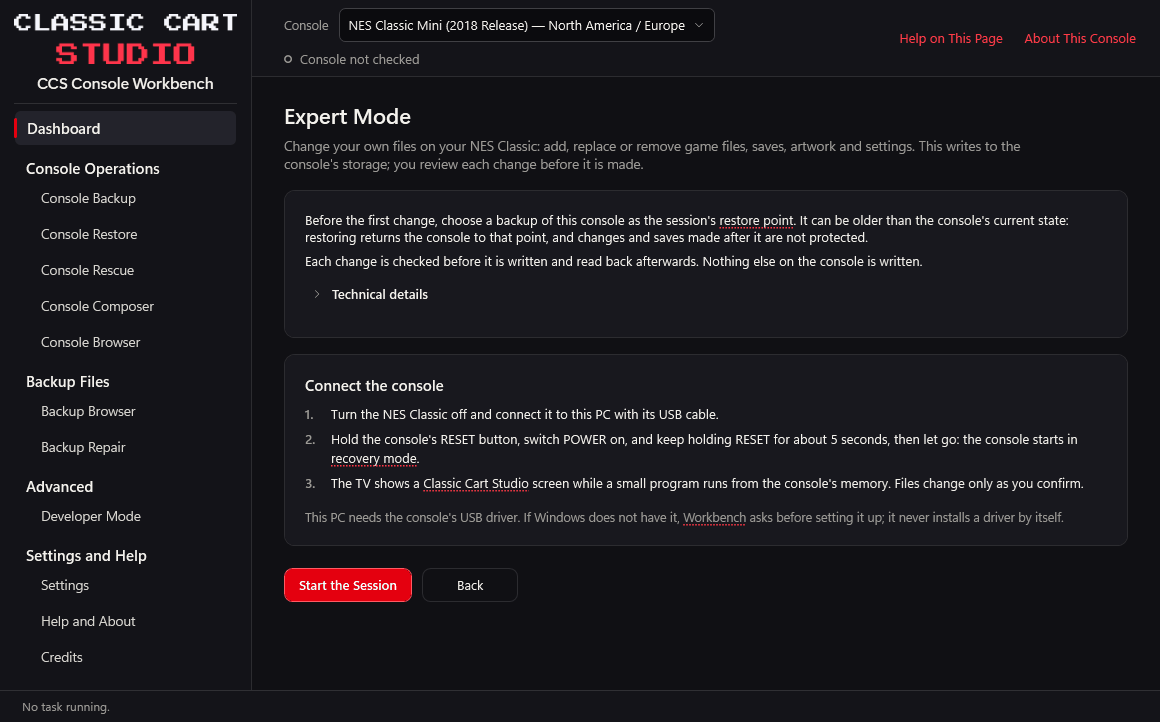 CLASSIC CART
STUDIO
CCS Console Workbench
Dashboard
Console Operations
Console Backup
Console Restore
Console Rescue
Console Composer
Console Browser
Backup Files
Backup Browser
Backup Repair
Advanced
Developer Mode
Settings and Help
Settings
Help and About
Credits
Console
NES Classic Mini (2018 Release) — North America / Europe
Console not checked
Help on This Page
About This Console
Expert Mode
Change your own files on your NES Classic: add, replace or remove game files, saves, artwork and settings. This writes to the
console's storage; you review each change before it is made.
Before the first change, choose a backup of this console as the session's restore point. It can be older than the console's current state:
restoring returns the console to that point, and changes and saves made after it are not protected.
Each change is checked before it is written and read back afterwards. Nothing else on the console is written.
Technical details
Connect the console
1. Turn the NES Classic off and connect it to this PC with its USB cable.
2. Hold the console's RESET button, switch POWER on, and keep holding RESET for about 5 seconds, then let go: the console starts in
recovery mode.
3. The TV shows a Classic Cart Studio screen while a small program runs from the console's memory. Files change only as you confirm.
This PC needs the console's USB driver. If Windows does not have it, Workbench asks before setting it up; it never installs a driver by itself.
Start the Session
Back
No task running.